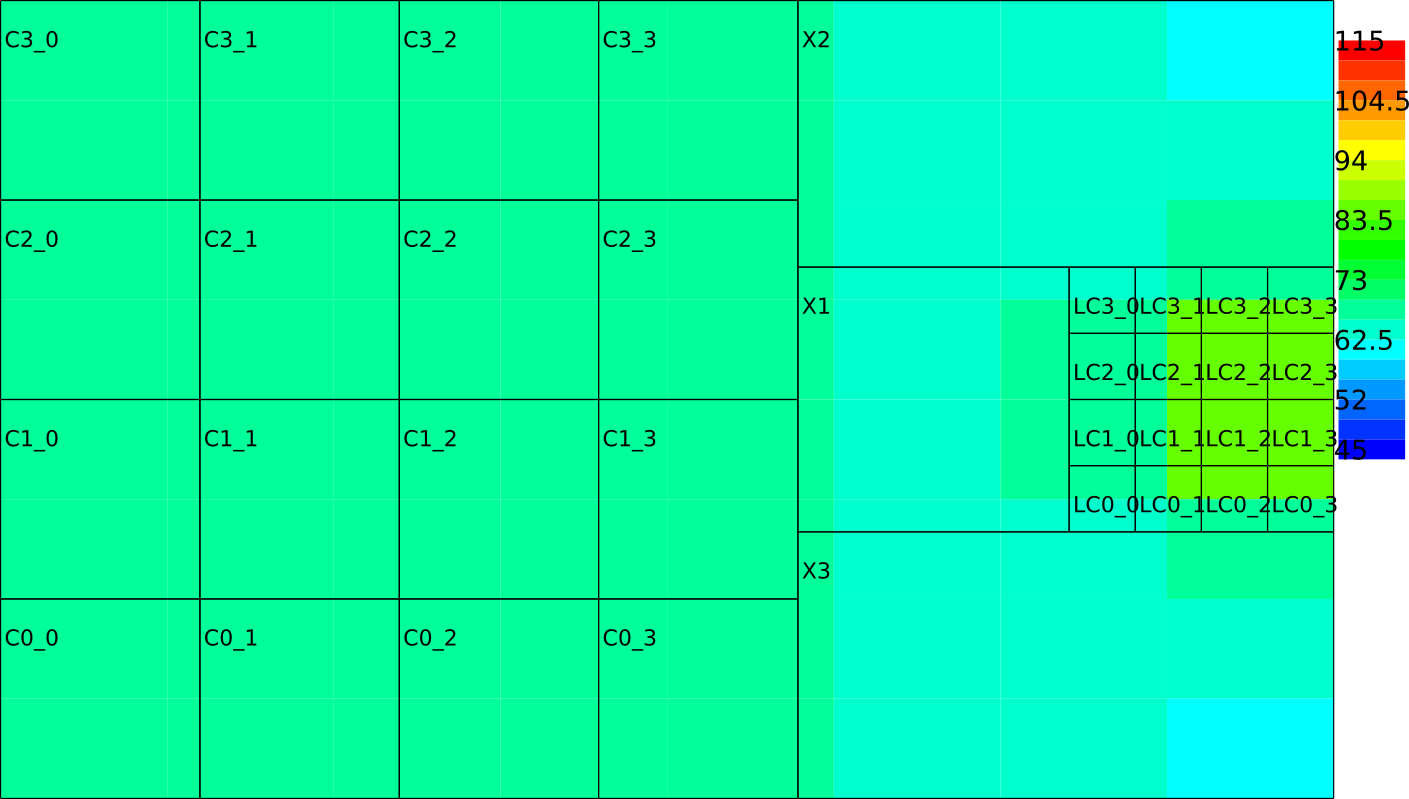 C3_0 C3_1 C3_2 C3_3 X2 115
104.5
94
C2_0 C2_1 C2_2 C2_3 83.5
73
X1 LC3_0 LC3_1 LC3_2 LC3_3
62.5
LC2_0 LC2_1 LC2_2 LC2_3
52
C1_0 C1_1 C1_2 C1_3 LC1_0 LC1_1 LC1_2 LC1_3 45
LC0_0 LC0_1 LC0_2 LC0_3
X3
C0_0 C0_1 C0_2 C0_3